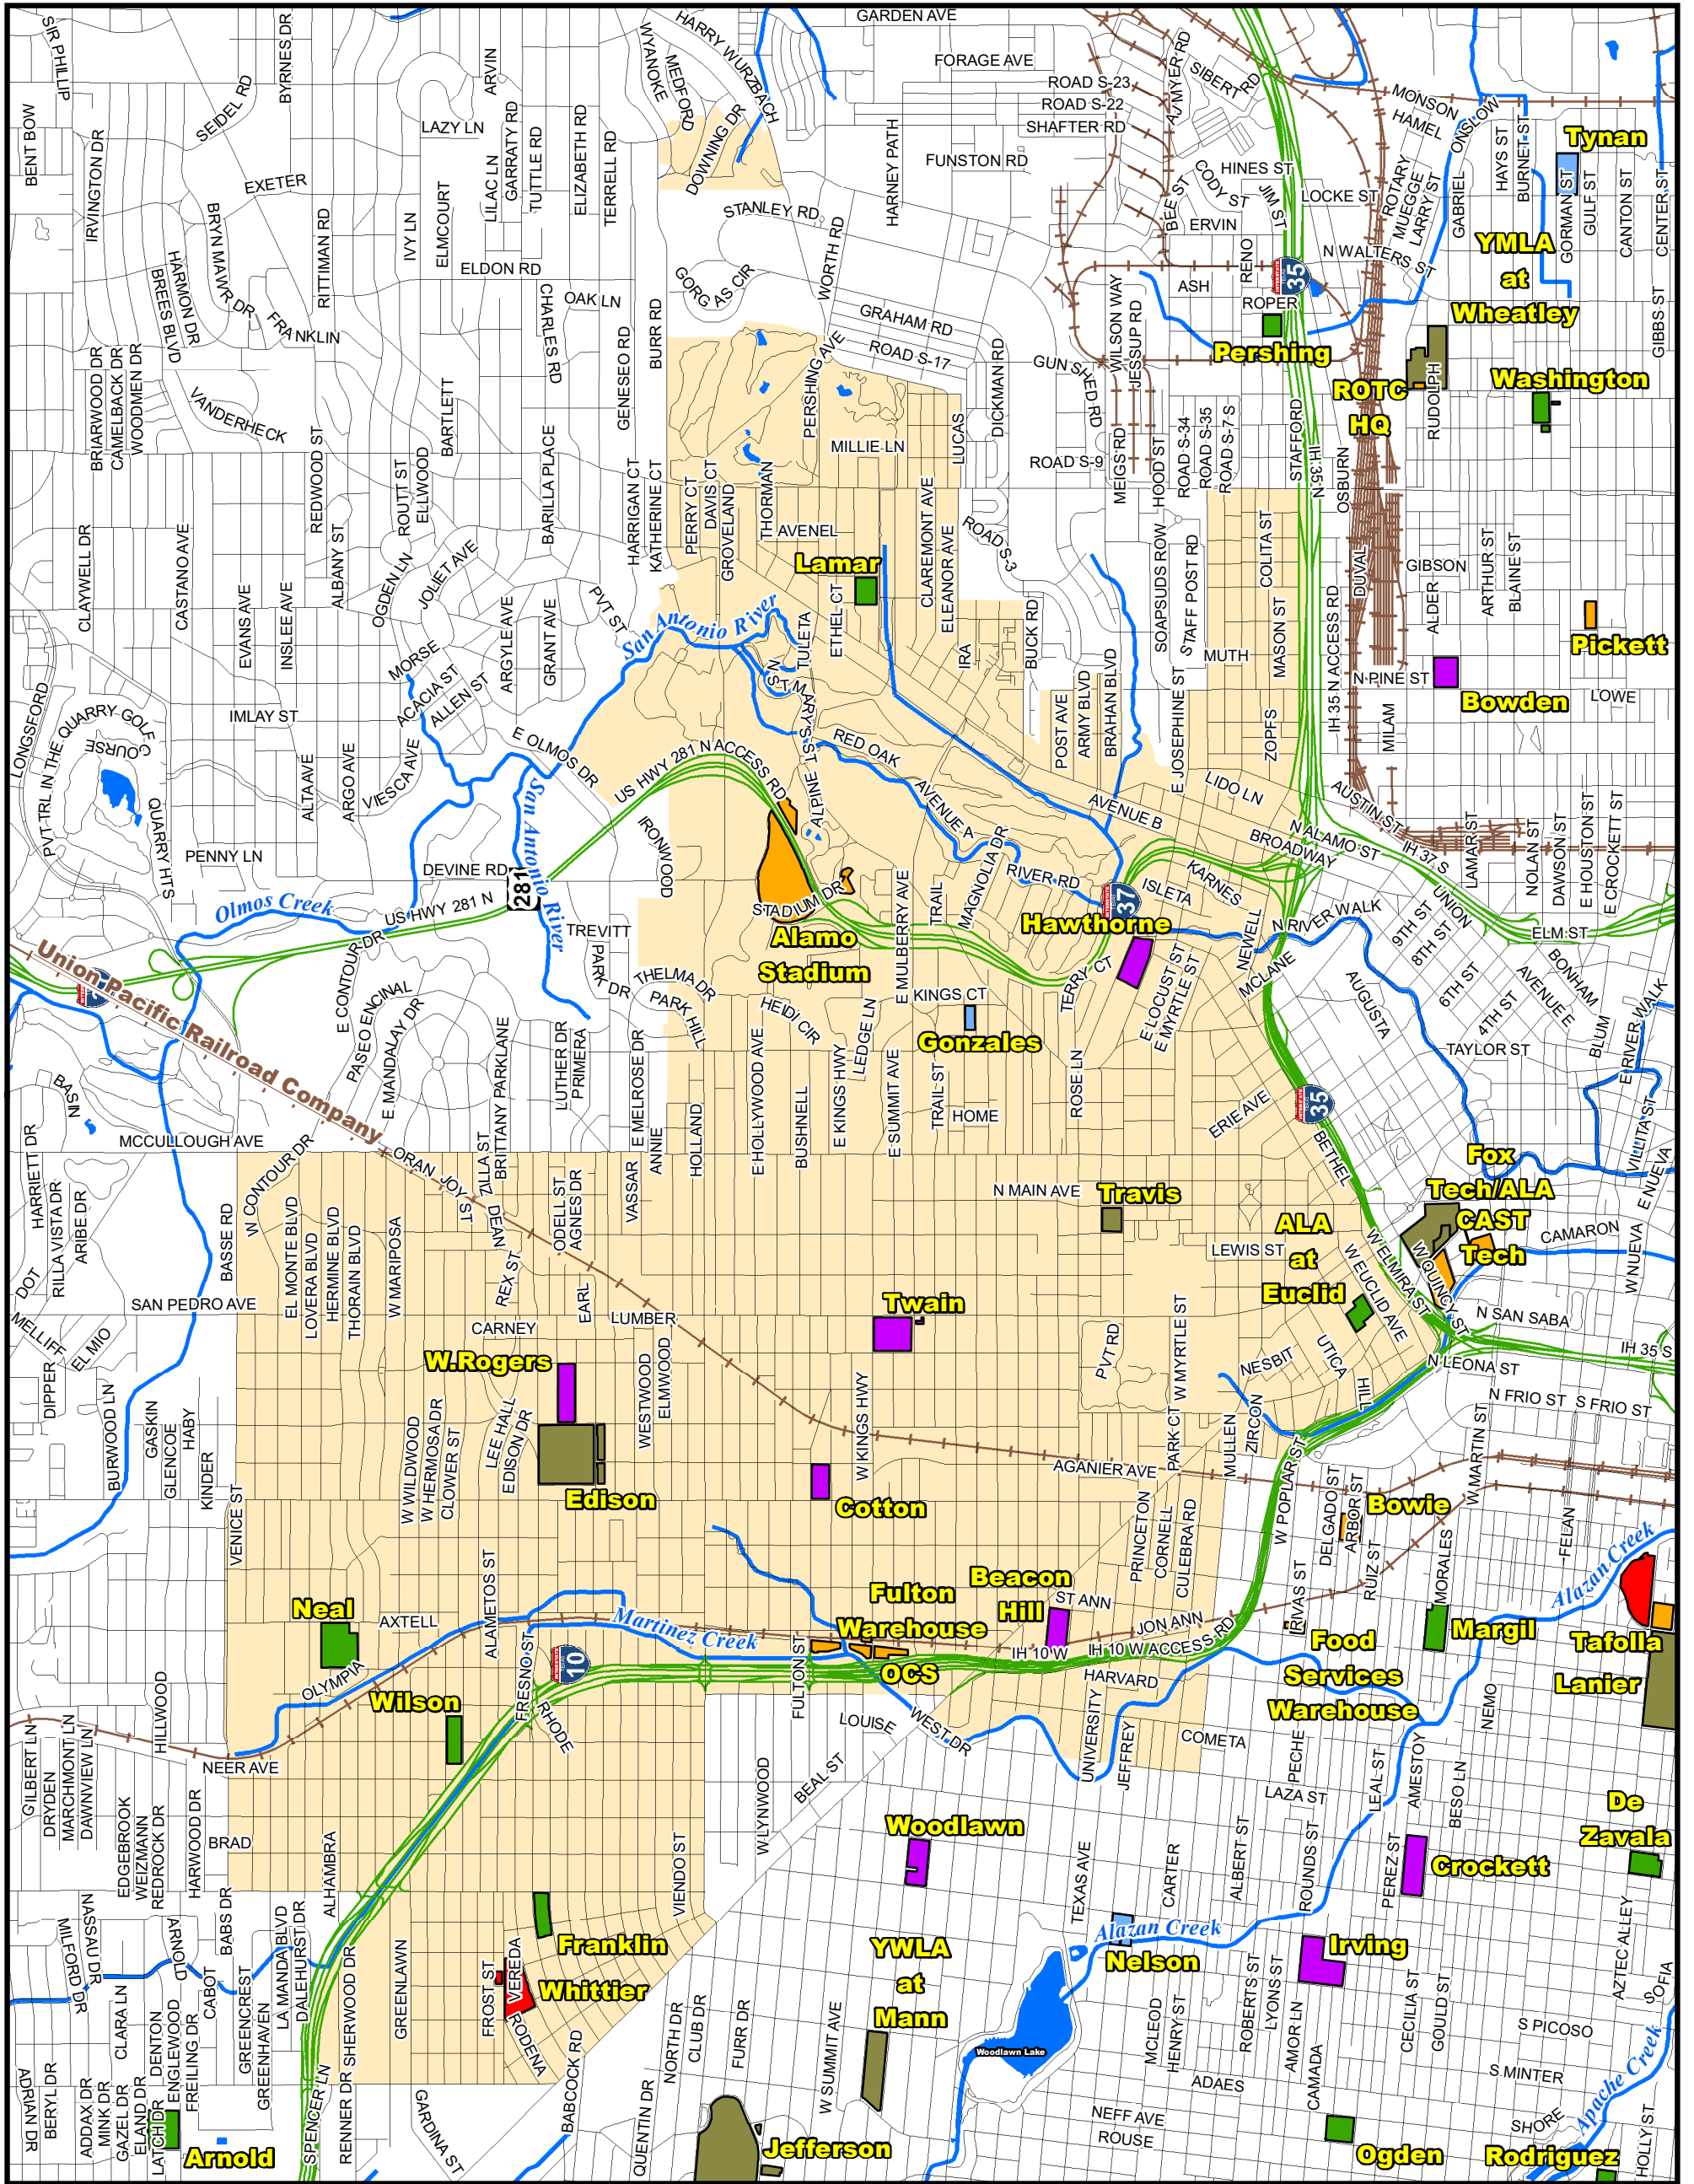 SIR PHILLIP
BYRNES DR
ARVIN
WYANOKE
MEDFORD
HARRY WURZBACH
GARDEN AVE
FORAGE AVE
ROAD S-23
ROAD S-22
SHAFTER RD
AJ MYER RD
SIBERT RD
MONSON
HAMEL
ONSLOW
HAYS ST
BURNET ST
Tynan
BENT BOW
IRVINGTON DR
SEIDEL RD
LAZY LN
GARRATY RD
TUTTLE RD
ELIZABETH RD
TERRELL RD
DOWNING DR
HARNEY PATH
FUNSTON RD
HINES ST
CODY ST
JIM ST
LOCKE ST
ROTARY
MUEGGE
LARRY ST
GABRIEL
GORMAN ST
GULF ST
CANTON ST
CENTER ST
EXETER
BRYN MAWR DR
RITTIMAN RD
IVY LN
ELMCOURT
LILAC LN
STANLEY RD
WORTH RD
BEE ST
ERVIN
RENO
N WALTERS ST
YMLA
at
Wheatley
HARMON DR
BREES BLVD
FRANKLIN
ELDON RD
OAK LN
CHARLES RD
GORGAS CIR
GRAHAM RD
ROAD S-17
ASH
ROPER
35
Pershing
GIBBS ST
BRIARWOOD DR
CAMELBACK DR
WOODMEN DR
VANDERHECK
BARTLETT
GENESEO RD
BURR RD
PERSHING AVE
DICKMAN RD
GUN SHED RD
WILSON WAY
JESSUP RD
ROTC
HQ
RUDOLPH
Washington
REDWOOD ST
ROUTT ST
ELLWOOD
BARILLA PLACE
MILLIE LN
LUCAS
ROAD S-9
MEIGS RD
HOOD ST
ROAD S-34
ROAD S-35
ROAD S-7-S
STAFFORD
IH 35 N
OSBURN
CLAYWELL DR
CASTANO AVE
ALBANY ST
OGDEN LN
JOLIET AVE
HARRIGAN CT
KATHERINE CT
PERRY CT
DAVIS CT
GROVELAND
THORMAN
AVENEL
Lamar
CLAREMONT AVE
ELEANOR AVE
ROAD S-3
SOAPSUDS ROW
STAFF POST RD
COLITA ST
DUVAL
GIBSON
ALDER
ARTHUR ST
BLAINE ST
Pickett
EVANS AVE
INSLEE AVE
MORSE
ACACIA ST
ALLEN ST
ARGYLE AVE
GRANT AVE
PVT ST
San Antonio River
TULETA
ETHEL CT
IRA
BUCK RD
MUTH
MASON ST
IH 35 N ACCESS RD
N PINE ST
Bowden
LOWE
LONGSFORD
PVT TRL IN THE QUARRY GOLF COURSE
IMLAY ST
ALTA AVE
ARGO AVE
VIESCA AVE
E OLMOS DR
US HWY 281 N ACCESS RD
N ST MARY'S ST
ALPINE
RED OAK
AVENUE A
POST AVE
ARMY BLVD
BRAHAN BLVD
E JOSEPHINE ST
ZOPFS
MILAM
QUARRY HTS
PENNY LN
DEVINE RD
281
San Antonio River
IRONWOOD
STADIUM DR
Alamo
Stadium
E MULBERRY AVE
TRAIL
MAGNOLIA DR
RIVER RD
AVENUE B
LIDO LN
BROADWAY
N ALAMO ST
AUSTIN ST
IH 37 S
LAMAR ST
NOLAN ST
DAWSON ST
E HOUSTON ST
E CROCKETT ST
Olmos Creek
US HWY 281 N
Union Pacific Railroad Company
E CONTOUR DR
TREVITT
PARK DR
THELMA DR
PARK HILL
HEIDI CIR
Hawthorne
37
ISLETA
KARNES
NEWELL
N RIVER WALK
9TH ST
8TH ST
UNION
ELM ST
BONHAM
PASEO ENCINAL
E MANDALAY DR
LEDGE LN
KINGS CT
Gonzales
TERRY CT
E LOCUST ST
E MYRTLE ST
MCLANE
AUGUSTA
6TH ST
4TH ST
AVENUE E
BLUM
E RIVER WALK
TAYLOR ST
BASIN
MCCULLOUGH AVE
BRITTANY PARKLANE
LUTHER DR
PRIMERA
E MELROSE DR
ANNIE
HOLLAND
E HOLLYWOOD AVE
BUSHNELL
E KINGS HWY
E SUMMIT AVE
TRAIL ST
HOME
ROSE LN
ERIE AVE
35
BETHEL
VILLITA ST
E NUEVA
HARRIETT DR
RILLA VISTA DR
ARIBE DR
BASSE RD
W CONTOUR DR
ORAN
JOY ST
ZILLA ST
DEAN
ODELL ST
AGNES DR
VASSAR
N MAIN AVE
Travis
Fox
Tech/ALA
CAST
Tech
CAMARON
W NUEVA
DOT
EL MONTE BLVD
LOVERA BLVD
HERMINE BLVD
THORAIN BLVD
W MARIPOSA
REX ST
EARL
LEWIS ST
ALA
at
Euclid
W EUCLID AVE
W ELMIRA ST
W QUINCY ST
SAN PEDRO AVE
MELLIFF
EL MIO
CARNEY
LUMBER
Twain
PVT RD
W MYRTLE ST
UTICA
N SAN SABA
IH 35 S
DIPPER
BURWOOD LN
GASKIN
GLENCOE
HABY
KINDER
W.Rogers
WESTWOOD
ELMWOOD
W KINGS HWY
NESBIT
HILL
N LEONA ST
N FRIO ST
S FRIO ST
W WILDWOOD
W HERMOSA DR
CLOWER ST
LEE HALL
EDISON DR
Edison
Cotton
AGANIER AVE
PARK CT
MULLEN
ZIRCON
W POPLAR ST
DELGADO ST
ARBOR ST
Bowie
W MARTIN ST
VENICE ST
PRINCETON
CORNELL
CULEBRA RD
FELAN
Alazan Creek
Neal
AXTELL
ALAMETOS ST
Martinez Creek
Fulton
Warehouse
Beacon
Hill
ST ANN
JON ANN
RIVAS ST
RUIZ ST
MORALES
Margil
Tafolla
OLYMPIA
FRESNO ST
10
FULTON ST
OCS
IH 10 W
IH 10 W ACCESS RD
HARVARD
Food
Services
Warehouse
Lanier
Wilson
RHODE
HILLWOOD
LOUISE
WEST DR
UNIVERSITY
JEFFREY
COMETA
PECHE
NEMO
GILBERT LN
DRYDEN
MARCHMONT LN
DAWNVIEW LN
NEER AVE
W LYNWOOD
BEAL ST
LAZA ST
LEAL ST
AMESTOY
BESO LN
De
Zavala
EDGEBROOK
WEIZMANN
REDROCK DR
HARWOOD DR
BRAD
ALHAMBRA
VIENDO ST
Woodlawn
TEXAS AVE
CARTER
ALBERT ST
ROUNDS ST
PEREZ ST
Crockett
NASSAU DR
MILFORD DR
ARNOLD
BABS DR
CABOT
LA MANDA BLVD
DALEHURST DR
Franklin
Whittier
YWLA
at
Mann
Alazan Creek
Nelson
Irving
AZTEC ALLEY
SOFIA
CLARA LN
DENTON
ENGLEWOOD
FREILING DR
GREENCREST
GREENHAVEN
SHERWOOD DR
GREENLAWN
FROST ST
VEREDA
RODENA
NORTH DR
CLUB DR
FURR DR
W SUMMIT AVE
Woodlawn Lake
MCLEOD
HENRY ST
ROBERTS ST
LYONS ST
AMOR LN
CAMADA
CECILIA ST
GOULD ST
S PICOSO
S MINTER
Apache Creek
ADRIAN DR
BERYL DR
ADDAX DR
MINK DR
GAZEL DR
ELAND DR
LATCH DR
Arnold
SPENCER LN
RENNER DR
GARDINA ST
BABCOCK RD
QUENTIN DR
Jefferson
ADAES
NEFF AVE
ROUSE
Ogden
SHORE
Rodriguez
HOLLY ST